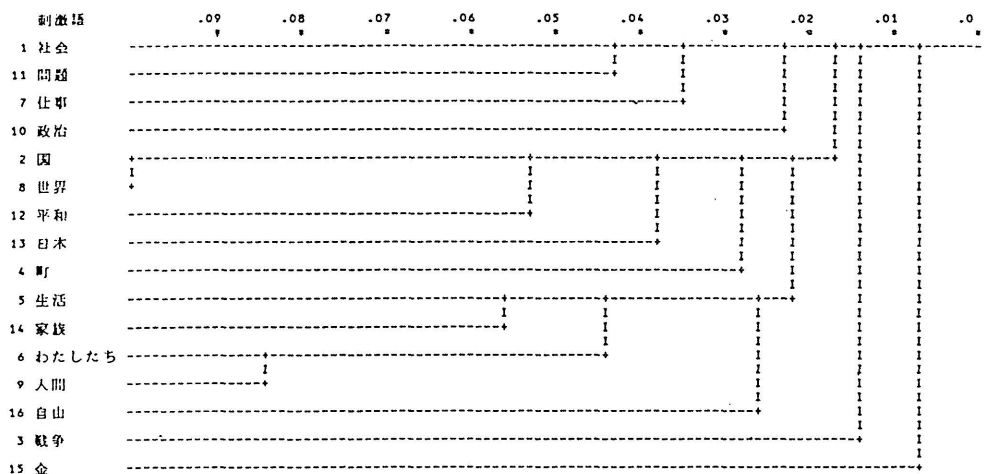 刺激語 .09 .08 .07 .06 .05 .04 .03 .02 .01 .0
1 社会
11 問題
7 仕事
10 政治
2 国
8 世界
12 平和
13 日本
4 町
5 生活
14 家族
6 わたしたち
9 人間
16 自由
3 戦争
15 金